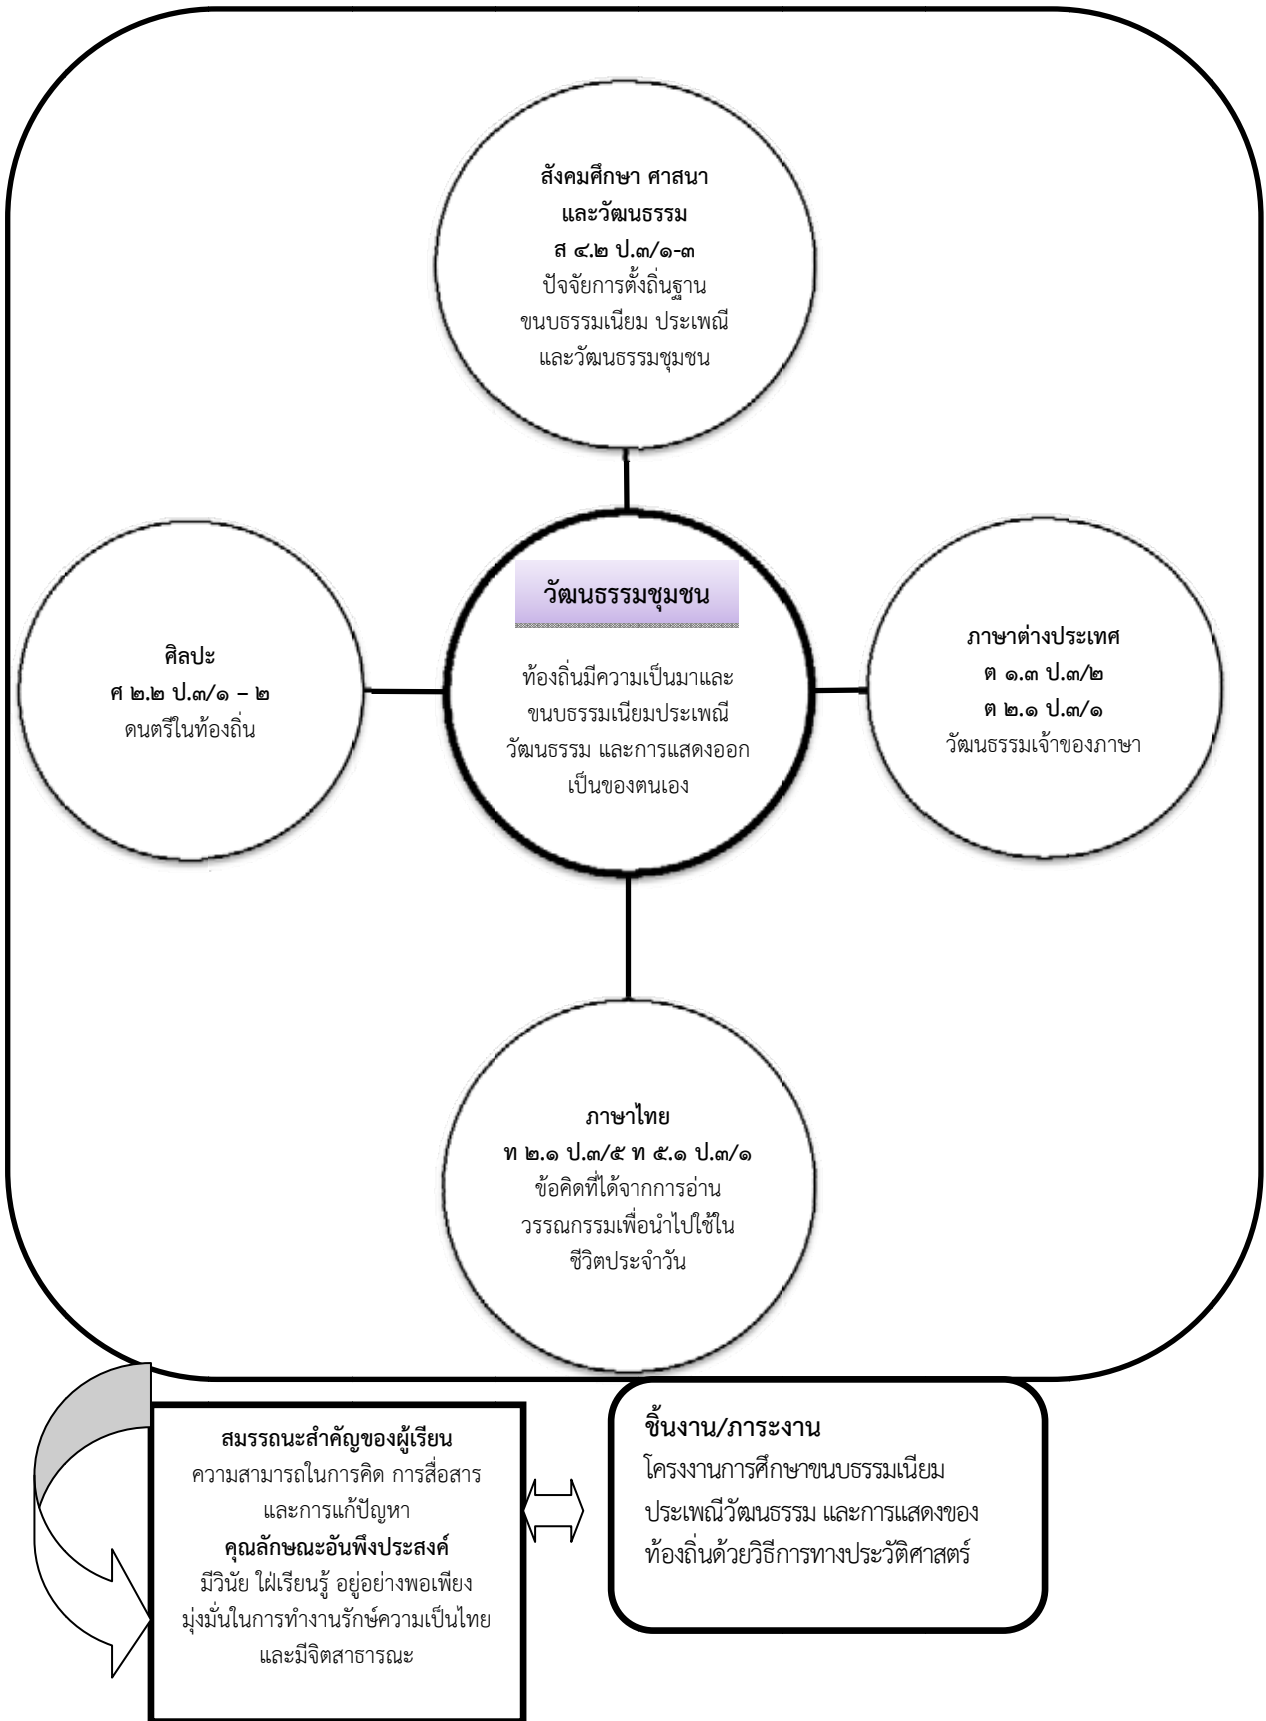 สังคมศึกษา ศาสนา
และวัฒนธรรม
ส ๔.๒ ป.๓/๑-๓
ปัจจัยการตั้งถิ่นฐาน
ขนบธรรมเนียม ประเพณี
และวัฒนธรรมชุมชน
ศิลปะ
ศ ๒.๒ ป.๓/๑ – ๒
ดนตรีในท้องถิ่น
วัฒนธรรมชุมชน
ท้องถิ่นมีความเป็นมาและ
ขนบธรรมเนียมประเพณี
วัฒนธรรม และการแสดงออก
เป็นของตนเอง
ภาษาต่างประเทศ
ต ๑.๓ ป.๓/๒
ต ๒.๑ ป.๓/๑
วัฒนธรรมเจ้าของภาษา
ภาษาไทย
ท ๒.๑ ป.๓/๕ ท ๕.๑ ป.๓/๑
ข้อคิดที่ได้จากการอ่าน
วรรณกรรมเพื่อนำไปใช้ใน
ชีวิตประจำวัน
สมรรถนะสำคัญของผู้เรียน
ความสามารถในการคิด การสื่อสาร
และการแก้ปัญหา
คุณลักษณะอันพึงประสงค์
มีวินัย ใฝ่เรียนรู้ อยู่อย่างพอเพียง
มุ่งมั่นในการทำงานรักษ์ความเป็นไทย
และมีจิตสาธารณะ
ชิ้นงาน/ภาระงาน
โครงงานการศึกษาขนบธรรมเนียม
ประเพณีวัฒนธรรม และการแสดงของ
ท้องถิ่นด้วยวิธีการทางประวัติศาสตร์